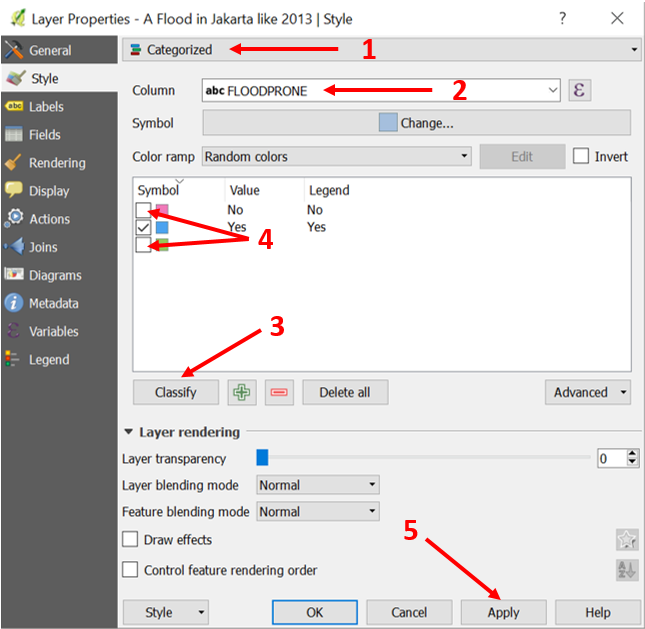 Layer Properties - A Flood in Jakarta like 2013 | Style ?
General
Style
Labels
Fields
Rendering
Display
Actions
Joins
Diagrams
Metadata
Variables
Legend
Categorized 1
Column abc FLOODPRONE 2 ε
Symbol Change...
Color ramp Random colors Edit Invert
Symbol Value Legend
No No
Yes Yes
4
3
Classify Delete all Advanced
Layer rendering
Layer transparency 0
Layer blending mode Normal
Feature blending mode Normal
5
Draw effects
Control feature rendering order
Style OK Cancel Apply Help